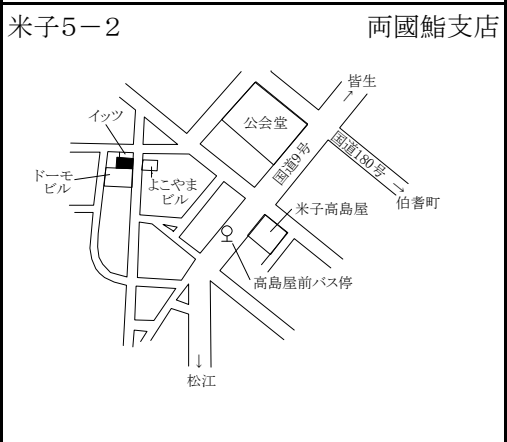 米子5－2
両國鮨支店
皆生
↑
イッツ
公会堂
国道9号
国道180号
→
伯耆町
ドーモ
ビル
よこやま
ビル
米子高島屋
高島屋前バス停
↓
松江